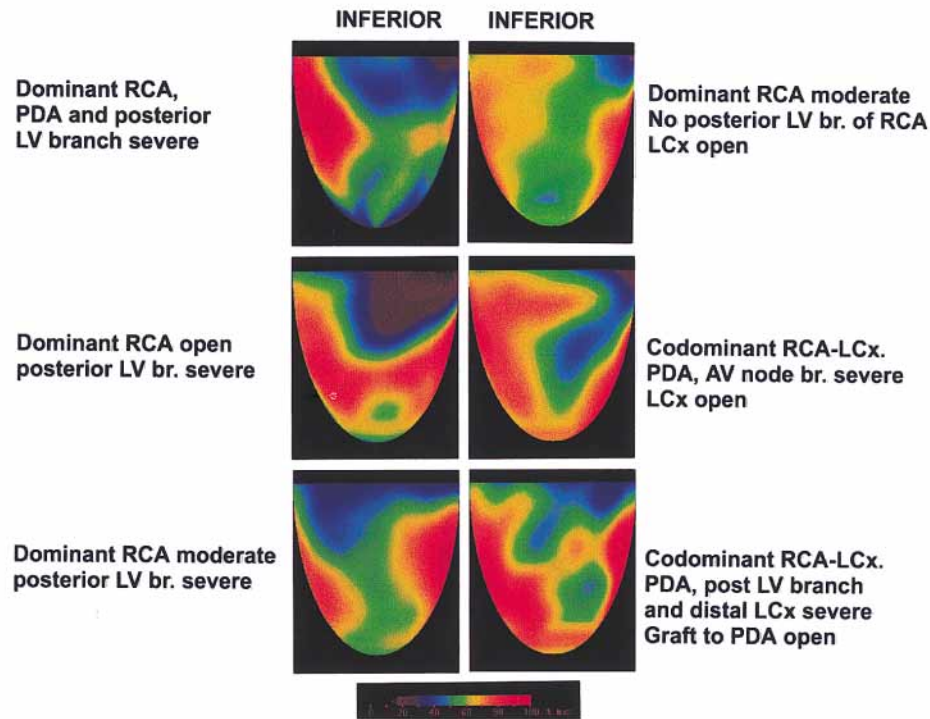 INFERIOR
INFERIOR
Dominant RCA,
PDA and posterior
LV branch severe
Dominant RCA moderate
No posterior LV br. of RCA
LCx open
Dominant RCA open
posterior LV br. severe
Codominant RCA-LCx.
PDA, AV node br. severe
LCx open
Dominant RCA moderate
posterior LV br. severe
Codominant RCA-LCx.
PDA, post LV branch
and distal LCx severe
Graft to PDA open
0 20 40 60 80 100